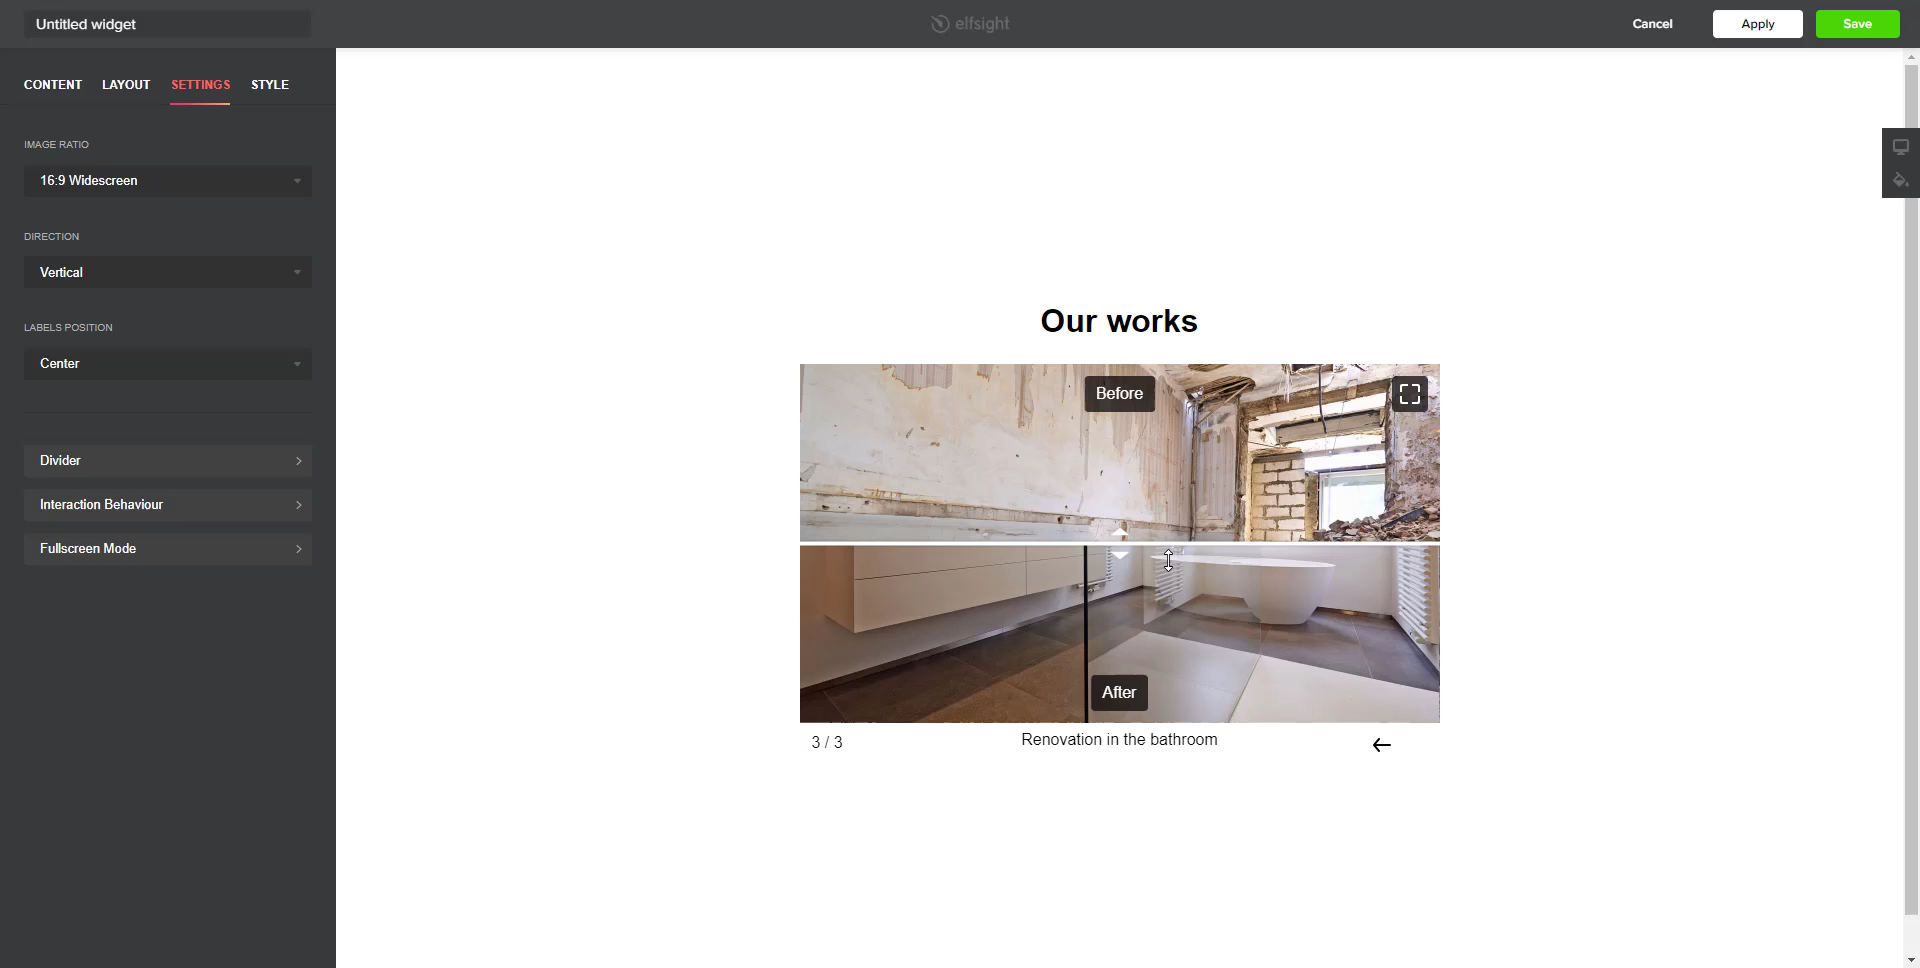 Untitled widget
elfsight
Cancel
Apply
Save
CONTENT
LAYOUT
SETTINGS
STYLE
IMAGE RATIO
16:9 Widescreen
DIRECTION
Vertical
LABELS POSITION
Center
Divider
Interaction Behaviour
Fullscreen Mode
Our works
Before
After
3 / 3
Renovation in the bathroom